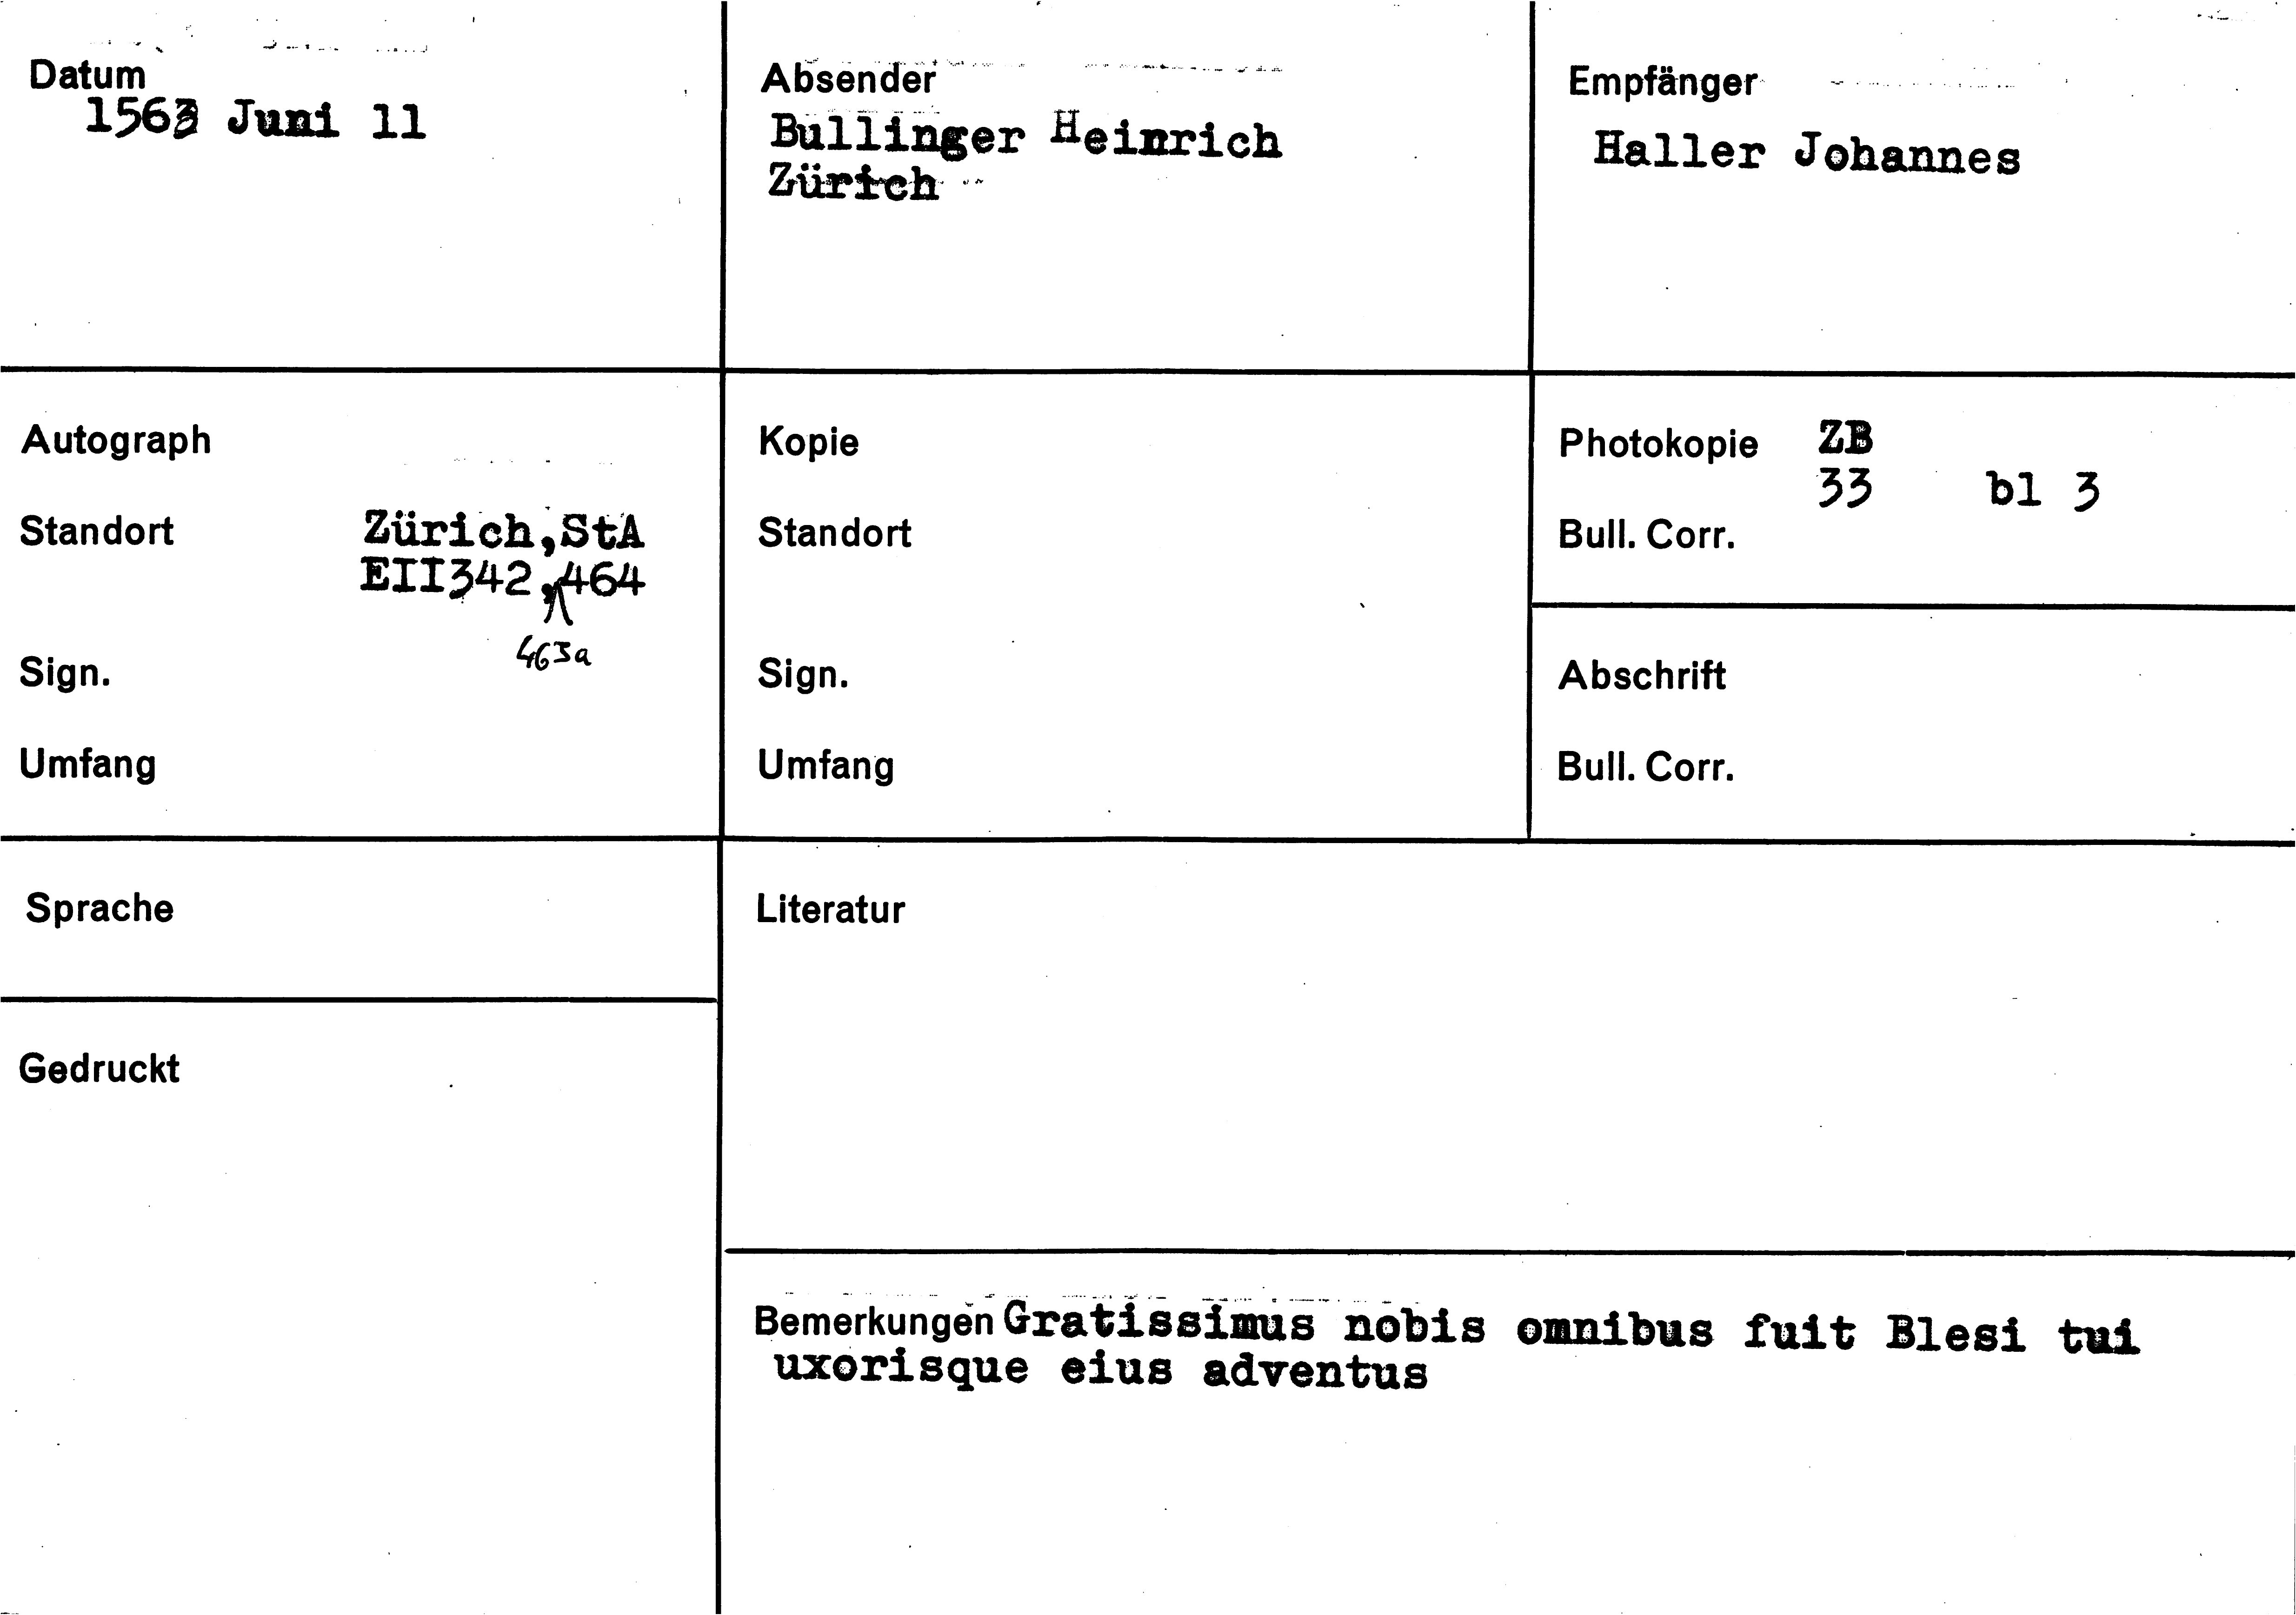 Datum
1563 Juni 11
Absender
Bullinger Heinrich
Zürich
Empfänger
Haller Johannes
Autograph
Standort Zürich,StA
EII342,464
463a
Sign.
Umfang
Kopie
Standort
Sign.
Umfang
Photokopie ZB
33 bl 3
Bull. Corr.
Abschrift
Bull. Corr.
Sprache
Gedruckt
Literatur
Bemerkungen Gratissimus nobis omnibus fuit Blesi tui
uxorisque eius adventus